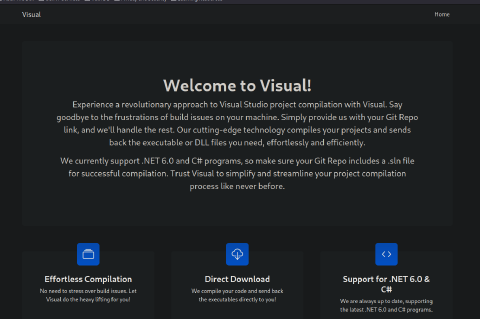 Visual
Home
Welcome to Visual!
Experience a revolutionary approach to Visual Studio project compilation with Visual. Say
goodbye to the frustrations of build issues on your machine. Simply provide us with your Git Repo
link, and we'll handle the rest. Our cutting-edge technology compiles your projects and sends
back the executable or DLL files you need, effortlessly and efficiently.
We currently support .NET 6.0 and C# programs, so make sure your Git Repo includes a .sln file
for successful compilation. Trust Visual to simplify and streamline your project compilation
process like never before.
Effortless Compilation
No need to stress over build issues. Let
Visual do the heavy lifting for you!
Direct Download
We compile your code and send back
the executables directly to you!
Support for .NET 6.0 &
C#
We are always up to date, supporting
the latest .NET 6.0 and C# programs.